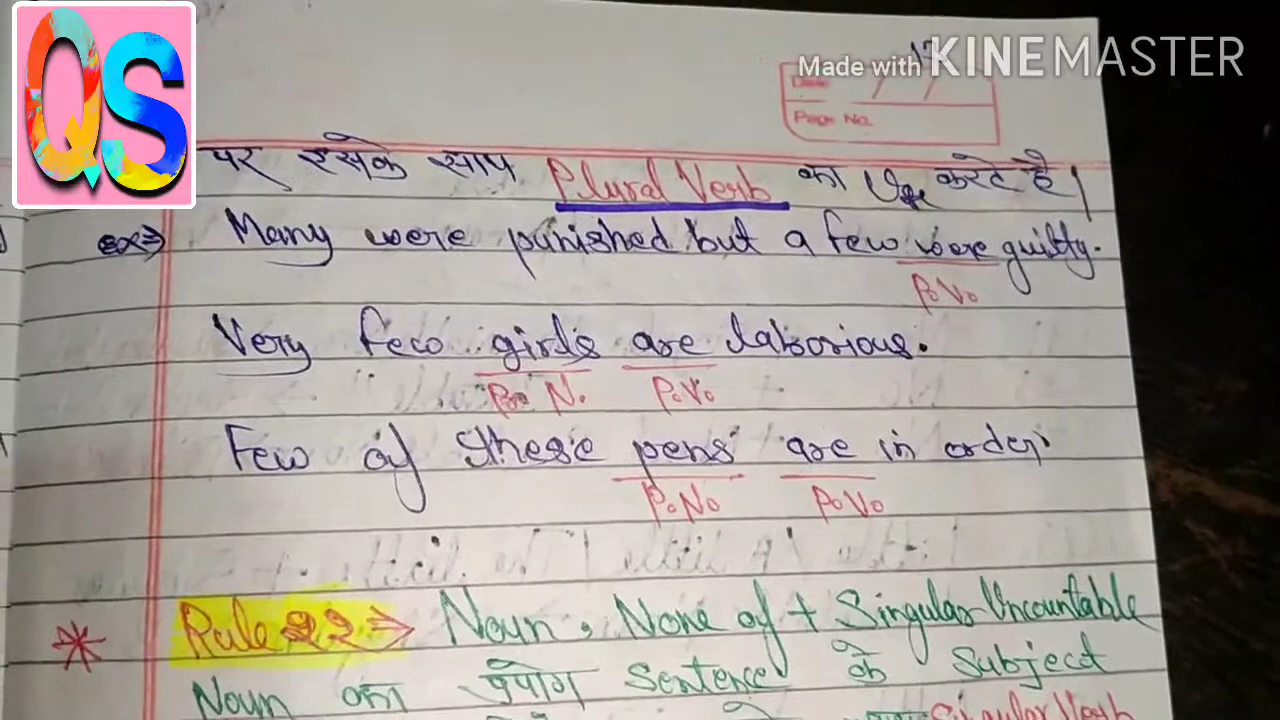 QS
Made with KINEMASTER
17
Date
Page No.
पर इसके साथ Plural Verb का Use करते है।
ex⇒ Many were punished but a few were guilty.
P.V.
Very few girls are laborious.
P. N. P.V.
Few of these pens are in order.
P.N. P.V.
* Rule 22 ⇒ Noun, None of + Singular Uncountable
Noun का प्रयोग Sentence के Subject
Singular Verb